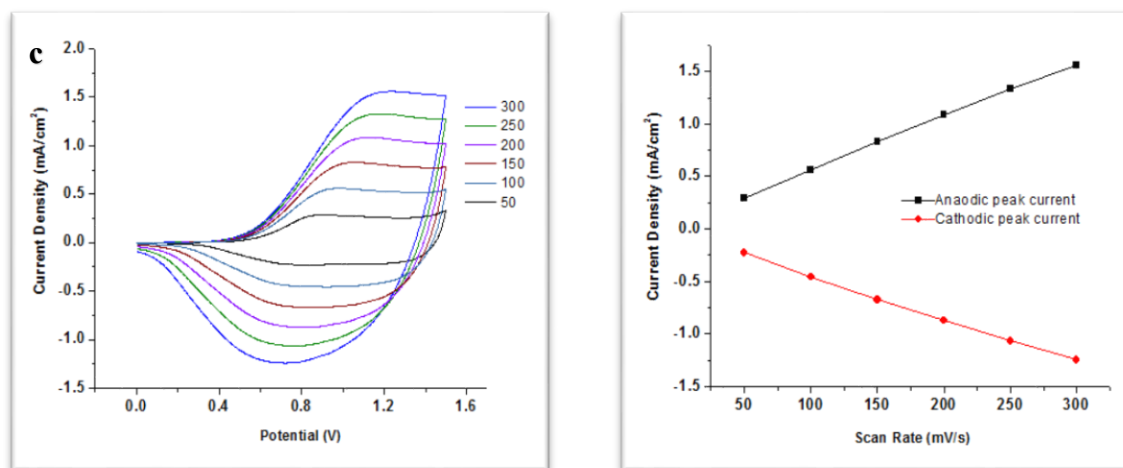 c
Current Density (mA/cm²)
2.0
1.5
1.0
0.5
0.0
-0.5
-1.0
-1.5
300
250
200
150
100
50
0.0 0.4 0.8 1.2 1.6
Potential (V)
Current Density (mA/cm²)
1.5
1.0
0.5
0.0
-0.5
-1.0
-1.5
Anaodic peak current
Cathodic peak current
50 100 150 200 250 300
Scan Rate (mV/s)